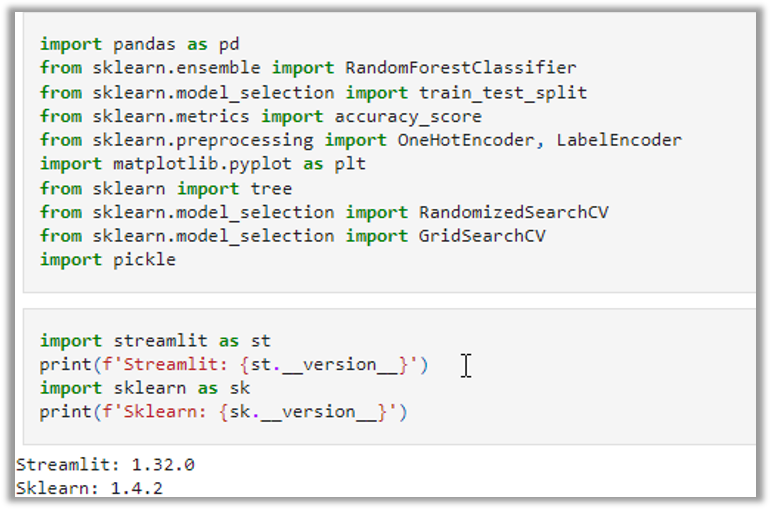 import pandas as pd
from sklearn.ensemble import RandomForestClassifier
from sklearn.model_selection import train_test_split
from sklearn.metrics import accuracy_score
from sklearn.preprocessing import OneHotEncoder, LabelEncoder
import matplotlib.pyplot as plt
from sklearn import tree
from sklearn.model_selection import RandomizedSearchCV
from sklearn.model_selection import GridSearchCV
import pickle
import streamlit as st
print(f'Streamlit: {st.__version__}')
import sklearn as sk
print(f'Sklearn: {sk.__version__}')
Streamlit: 1.32.0
Sklearn: 1.4.2